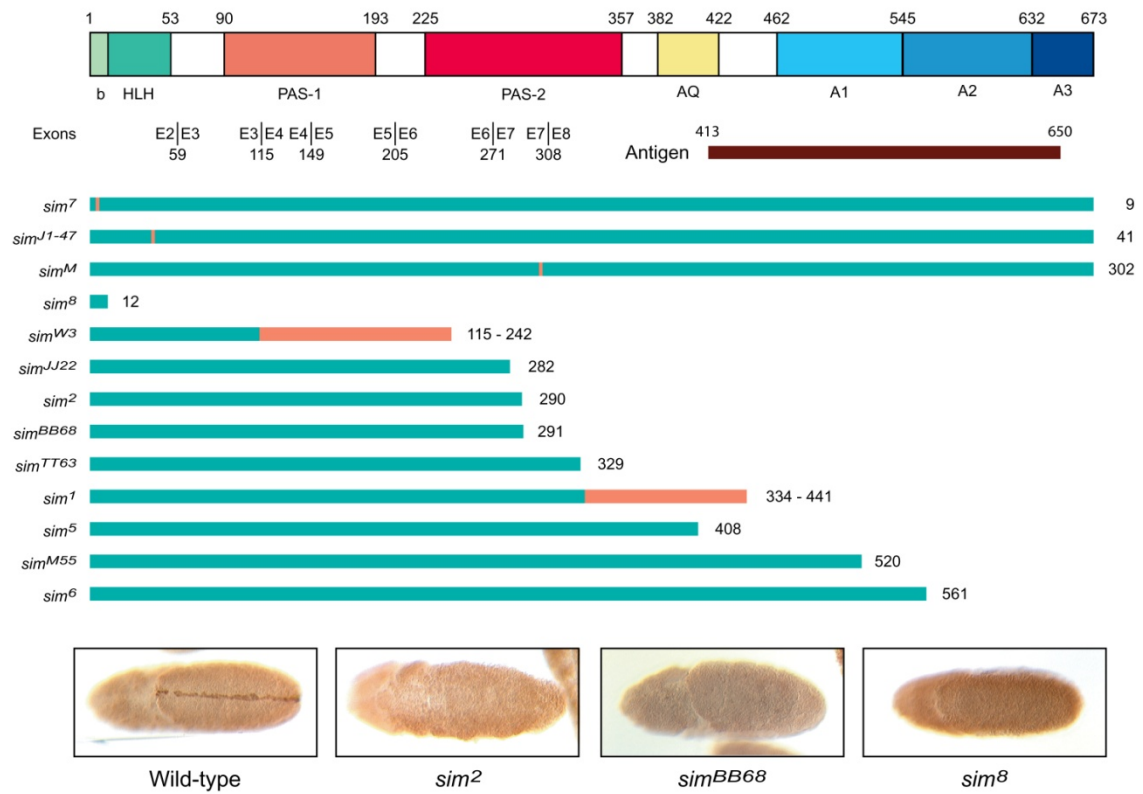 1 53 90 193 225 357 382 422 462 545 632 673
b HLH PAS-1 PAS-2 AQ A1 A2 A3
Exons E2|E3 E3|E4 E4|E5 E5|E6 E6|E7 E7|E8 413 650
59 115 149 205 271 308 Antigen
sim7 9
simJ1-47 41
simM 302
sim8 12
simW3 115 - 242
simJJ22 282
sim2 290
simBB68 291
simTT63 329
sim1 334 - 441
sim5 408
simM55 520
sim6 561
Wild-type sim2 simBB68 sim8